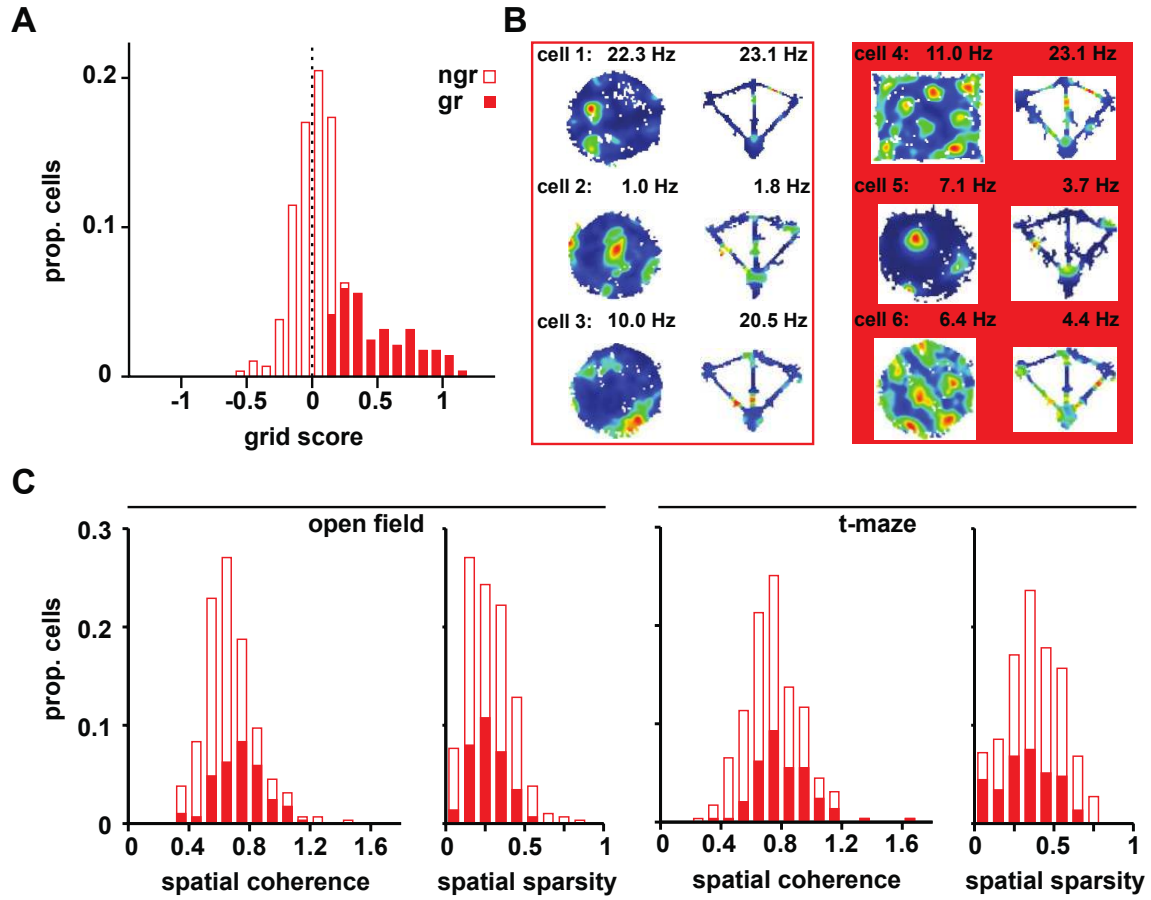 A
B
0.2
0.1
0
prop. cells
-1 -0.5 0 0.5 1
grid score
ngr
gr
cell 1: 22.3 Hz 23.1 Hz
cell 2: 1.0 Hz 1.8 Hz
cell 3: 10.0 Hz 20.5 Hz
cell 4: 11.0 Hz 23.1 Hz
cell 5: 7.1 Hz 3.7 Hz
cell 6: 6.4 Hz 4.4 Hz
C
open field
t-maze
0.3
0.2
0.1
0
prop. cells
0 0.4 0.8 1.2 1.6
spatial coherence
0 0.5 1
spatial sparsity
0 0.4 0.8 1.2 1.6
spatial coherence
0 0.5 1
spatial sparsity